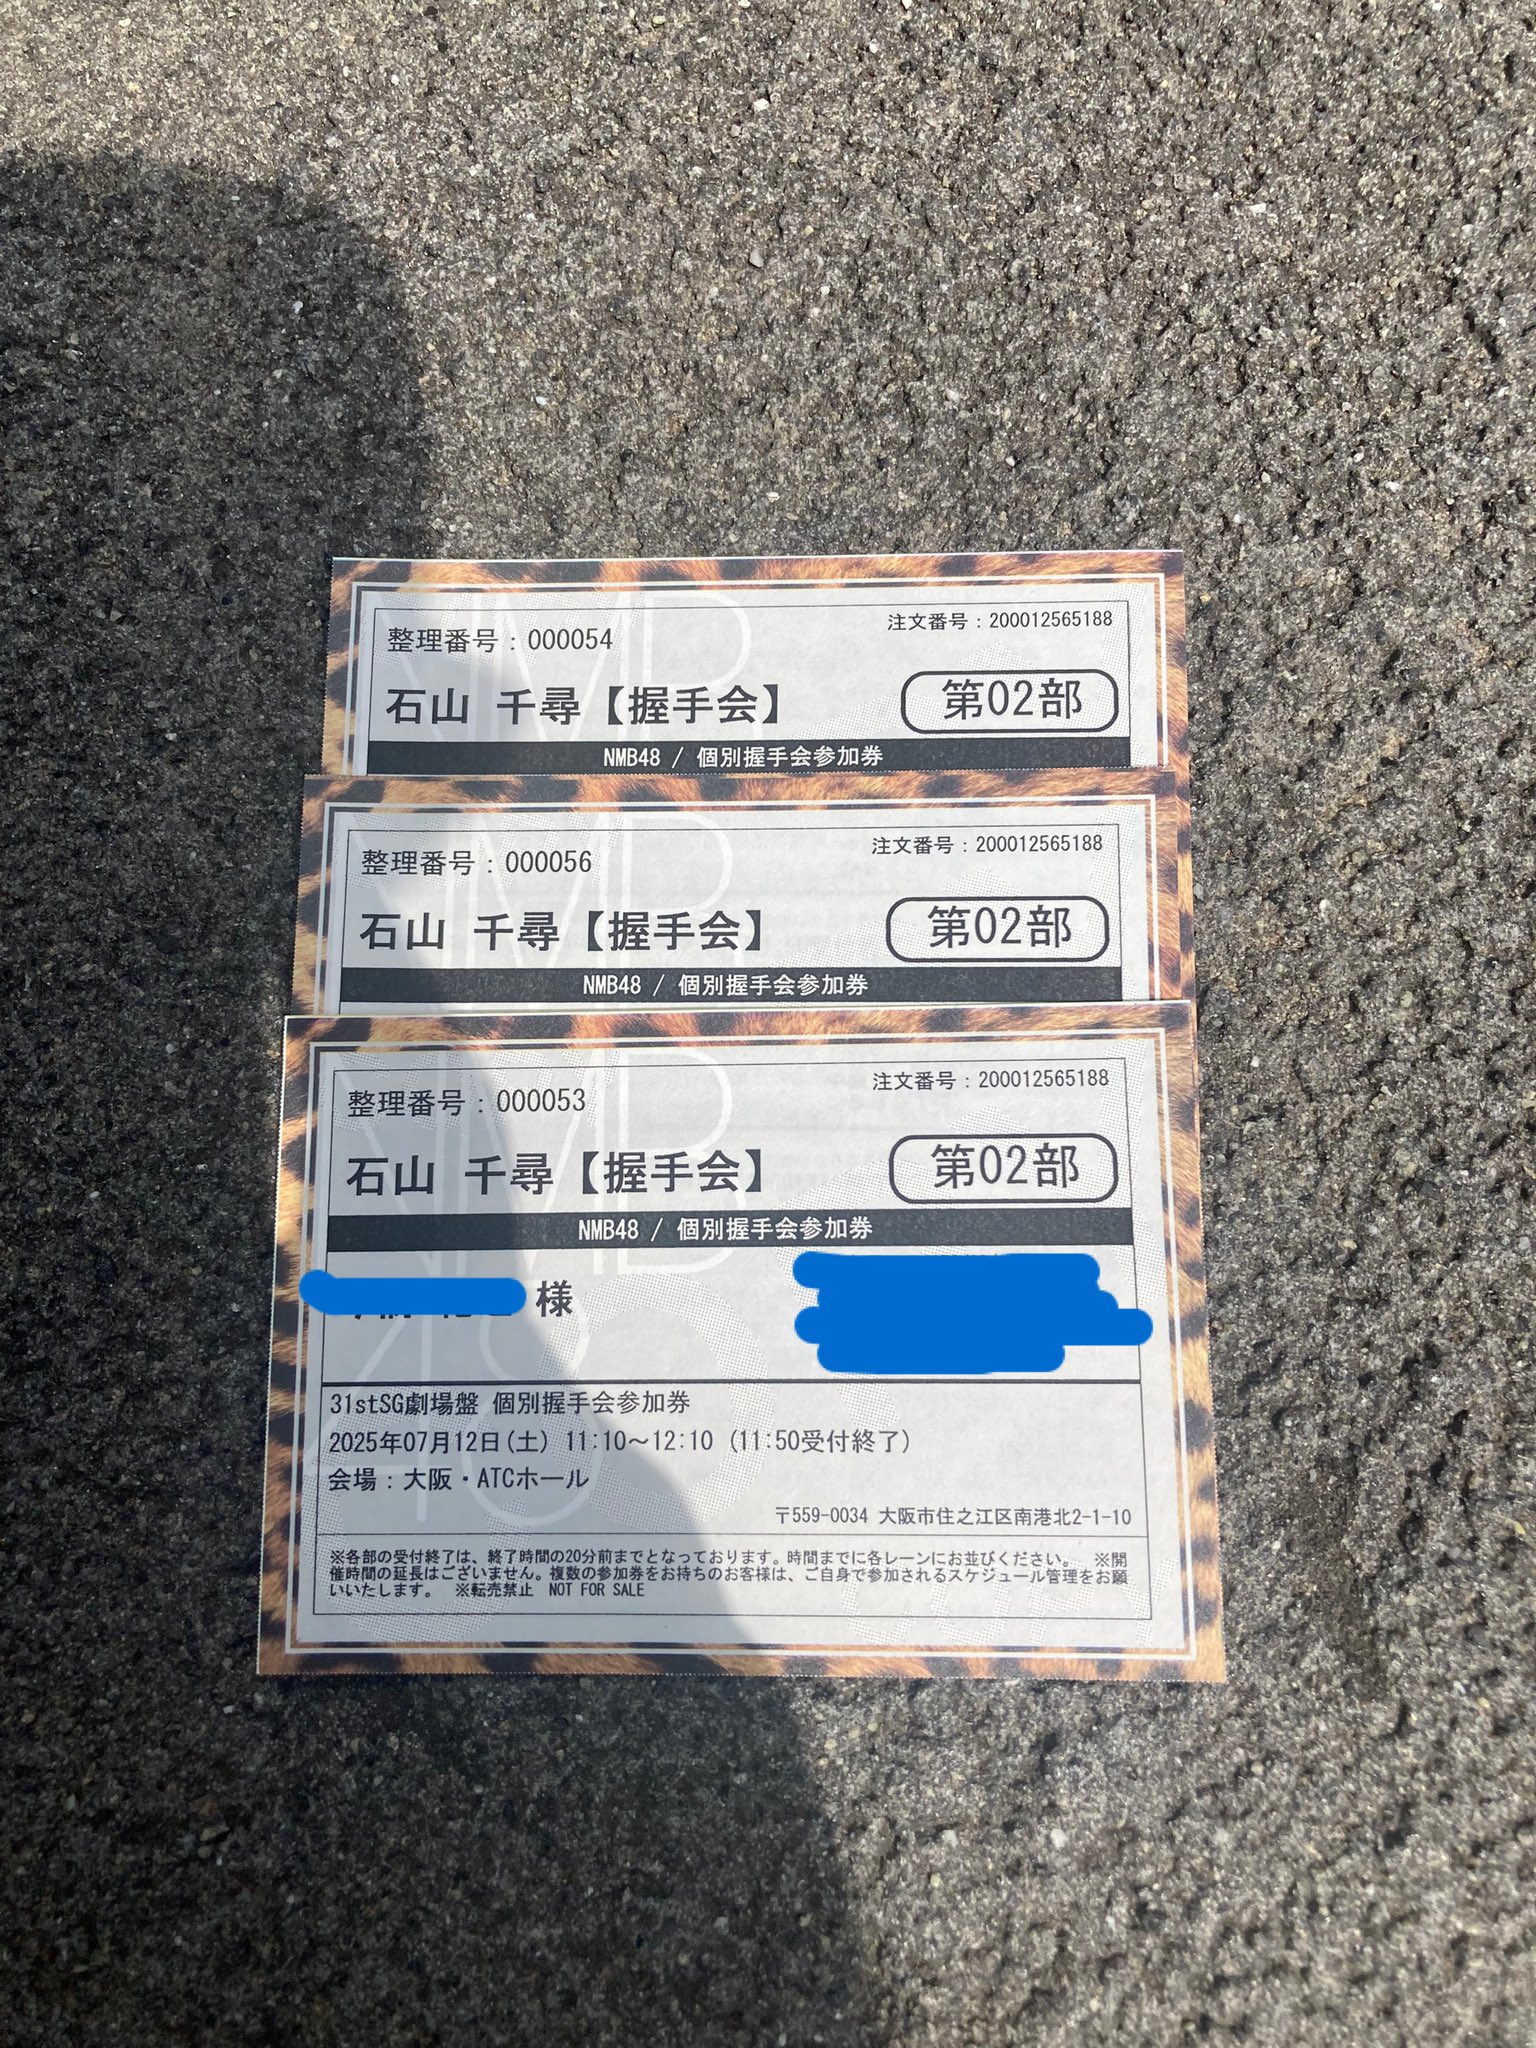 整理番号:000054
注文番号:200012565188
石山 千尋【握手会】
第02部
NMB48 / 個別握手会参加券
整理番号:000056
注文番号:200012565188
石山 千尋【握手会】
第02部
NMB48 / 個別握手会参加券
整理番号:000053
注文番号:200012565188
石山 千尋【握手会】
第02部
NMB48 / 個別握手会参加券
様
31stSG劇場盤 個別握手会参加券
2025年07月12日(土) 11:10~12:10 (11:50受付終了)
会場:大阪・ATCホール
〒559-0034 大阪市住之江区南港北2-1-10
※各部の受付終了は、終了時間の20分前までとなっております。時間までに各レーンにお並びください。 ※開
催時間の延長はございません。複数の参加券をお持ちのお客様は、ご自身で参加されるスケジュール管理をお願
いいたします。 ※転売禁止 NOT FOR SALE